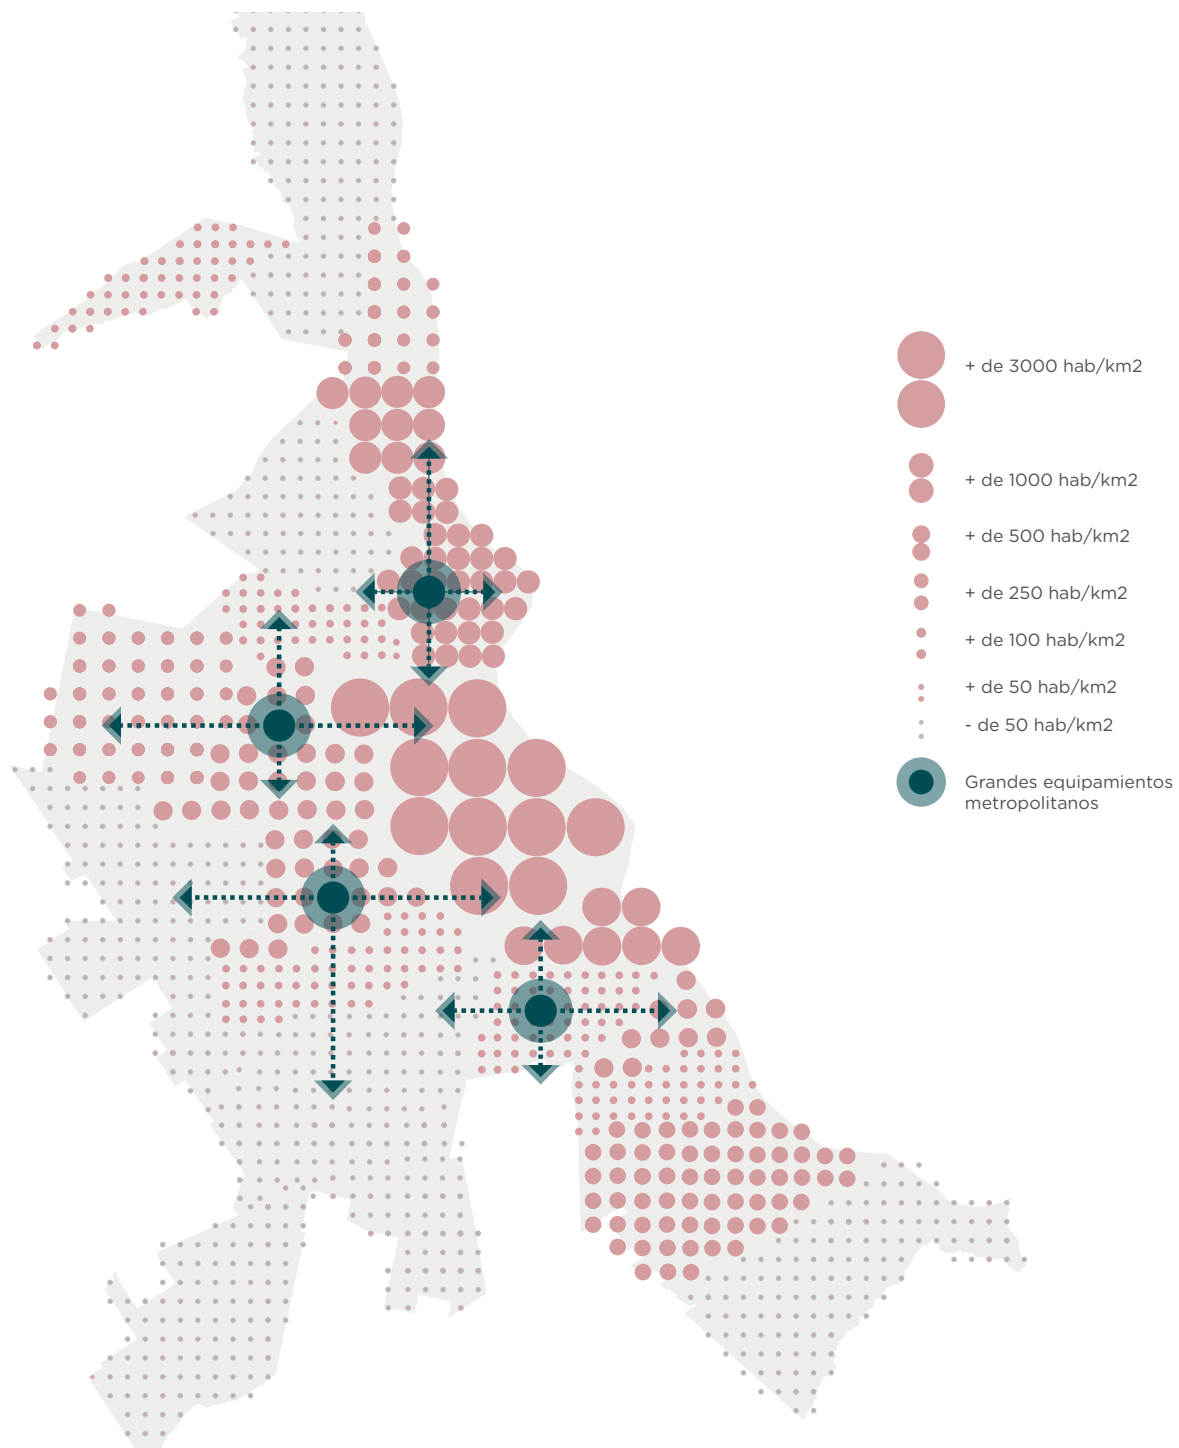 + de 3000 hab/km2
+ de 1000 hab/km2
+ de 500 hab/km2
+ de 250 hab/km2
+ de 100 hab/km2
+ de 50 hab/km2
- de 50 hab/km2
Grandes equipamientos
metropolitanos